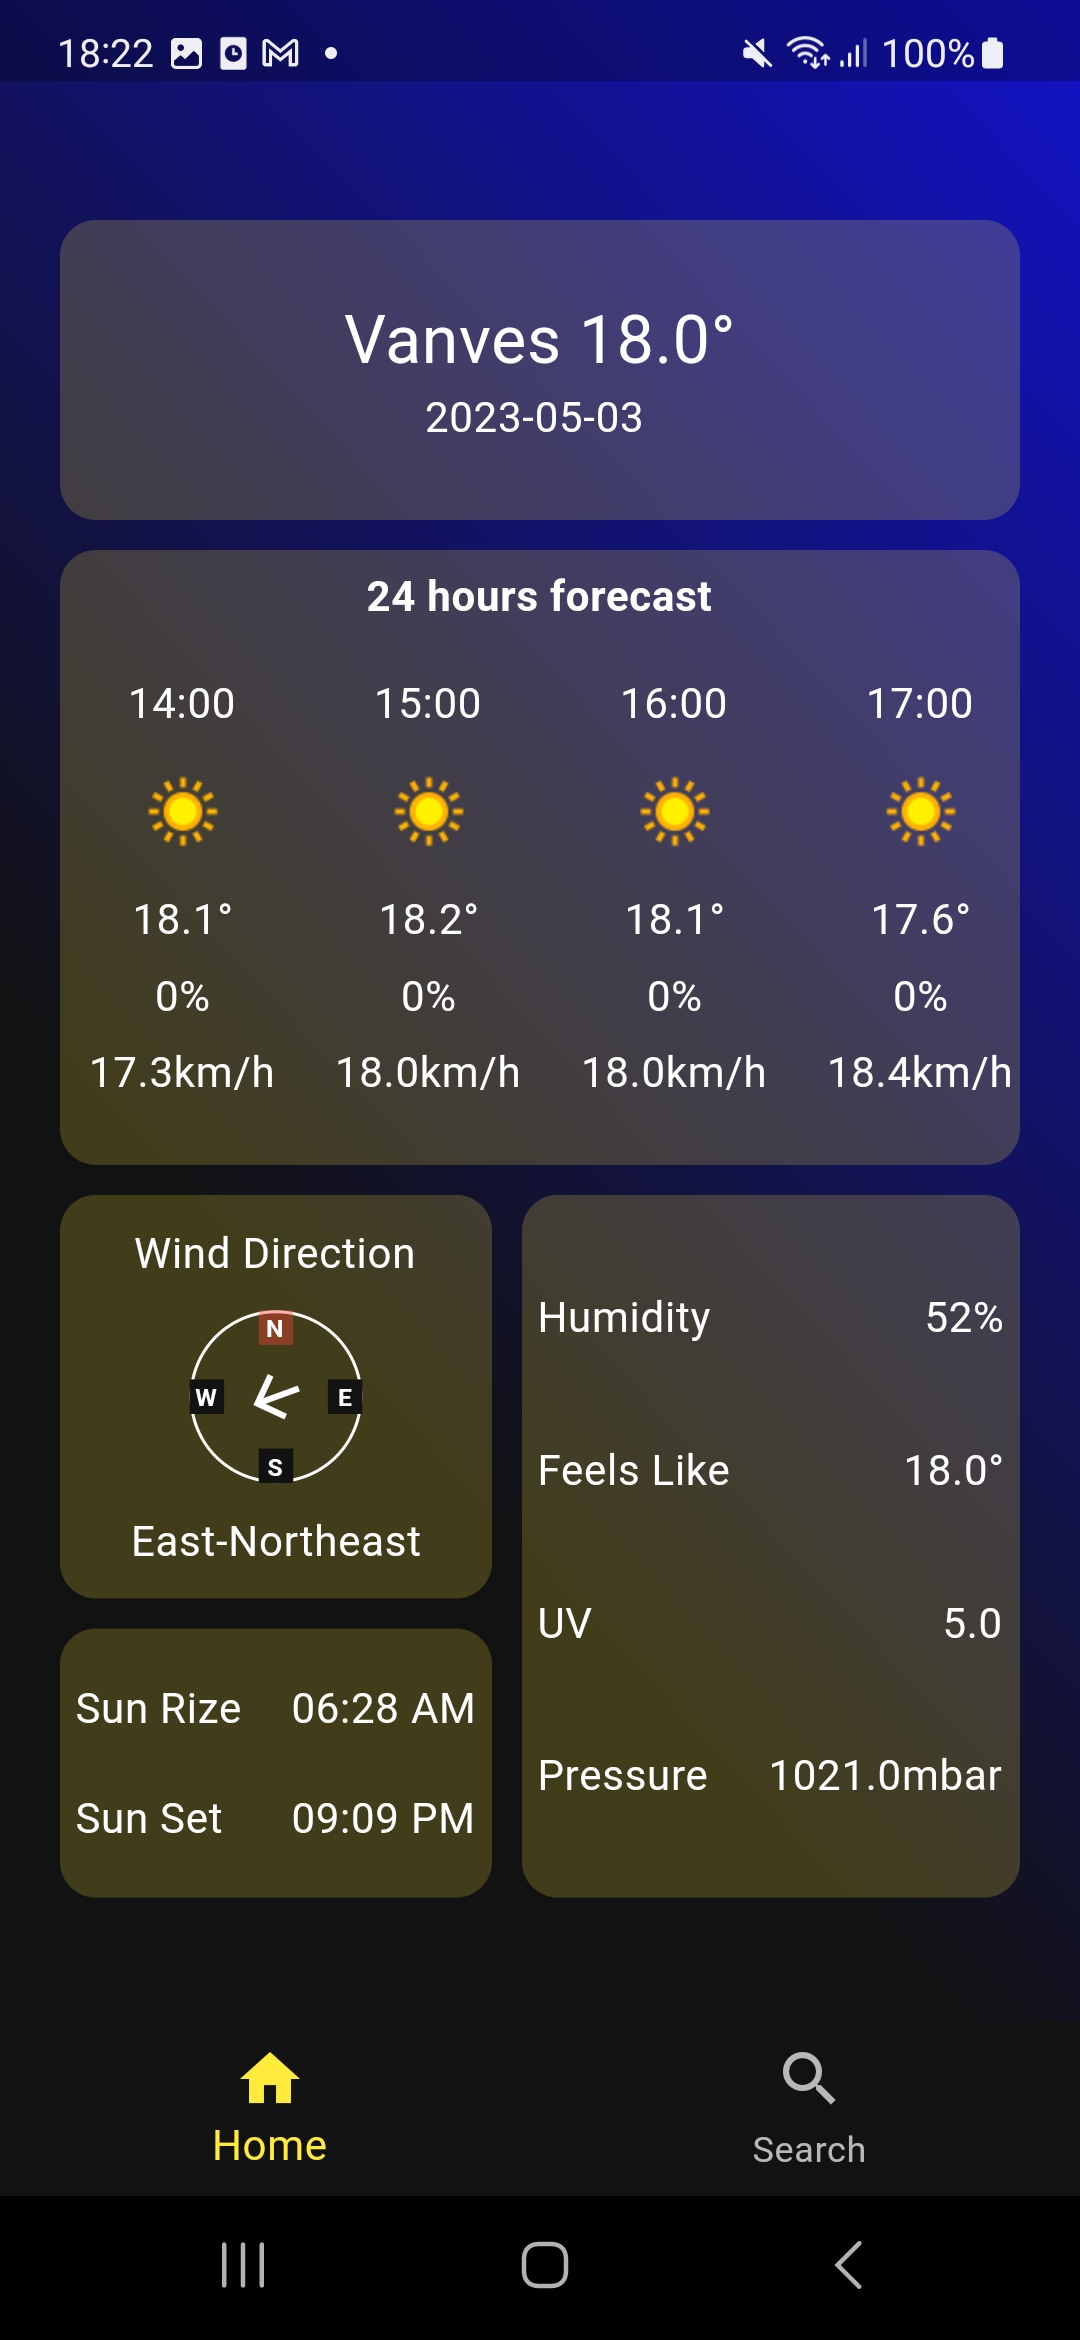 18:22 100%
Vanves 18.0°
2023-05-03
24 hours forecast
14:00 15:00 16:00 17:00
18.1° 18.2° 18.1° 17.6°
0% 0% 0% 0%
17.3km/h 18.0km/h 18.0km/h 18.4km/h
Wind Direction
N
W E
S
East-Northeast
Sun Rize 06:28 AM
Sun Set 09:09 PM
Humidity 52%
Feels Like 18.0°
UV 5.0
Pressure 1021.0mbar
Home Search